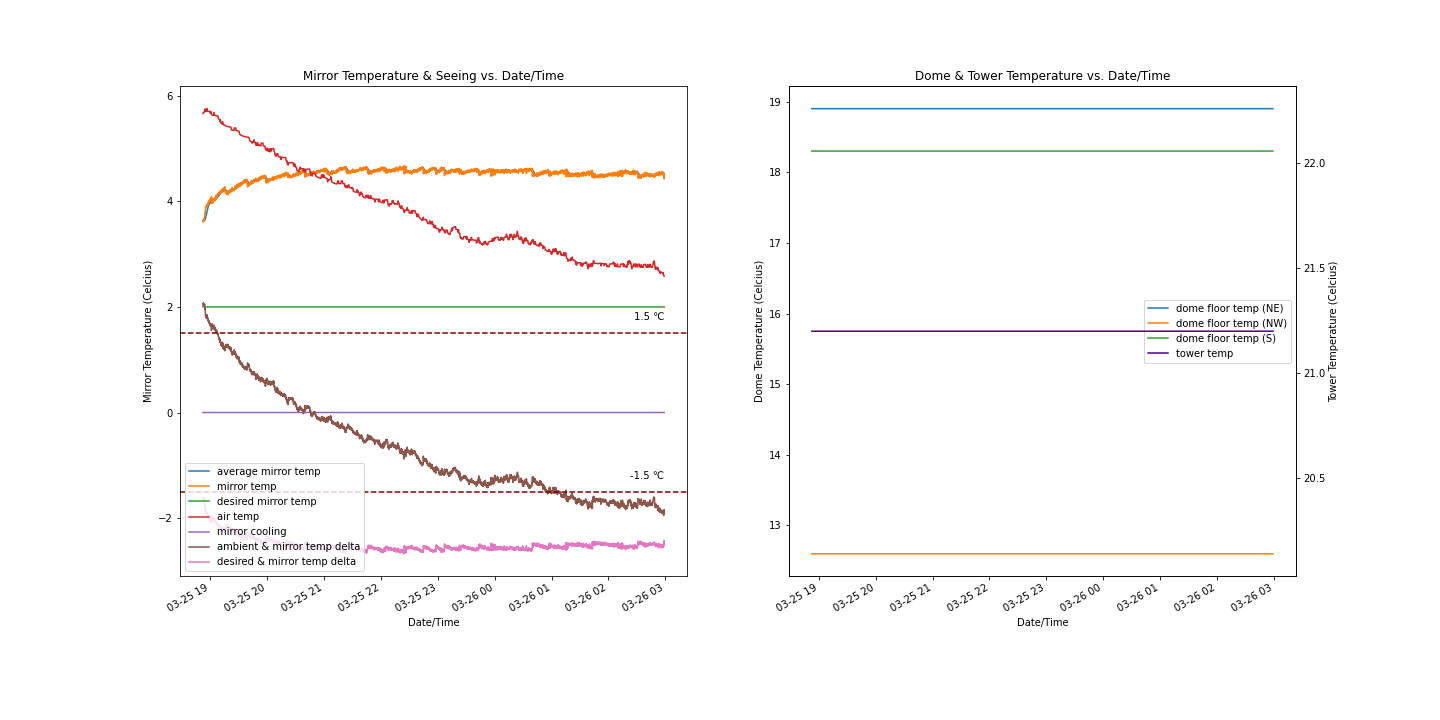 Mirror Temperature & Seeing vs. Date/Time
6
4
2
0
−2
Mirror Temperature (Celcius)
1.5 °C
-1.5 °C
average mirror temp
mirror temp
desired mirror temp
air temp
mirror cooling
ambient & mirror temp delta
desired & mirror temp delta
03-25 19
03-25 20
03-25 21
03-25 22
03-25 23
03-26 00
03-26 01
03-26 02
03-26 03
Date/Time
Dome & Tower Temperature vs. Date/Time
19
18
17
16
15
14
13
Dome Temperature (Celcius)
dome floor temp (NE)
dome floor temp (NW)
dome floor temp (S)
tower temp
22.0
21.5
21.0
20.5
Tower Temperature (Celcius)
03-25 19
03-25 20
03-25 21
03-25 22
03-25 23
03-26 00
03-26 01
03-26 02
03-26 03
Date/Time